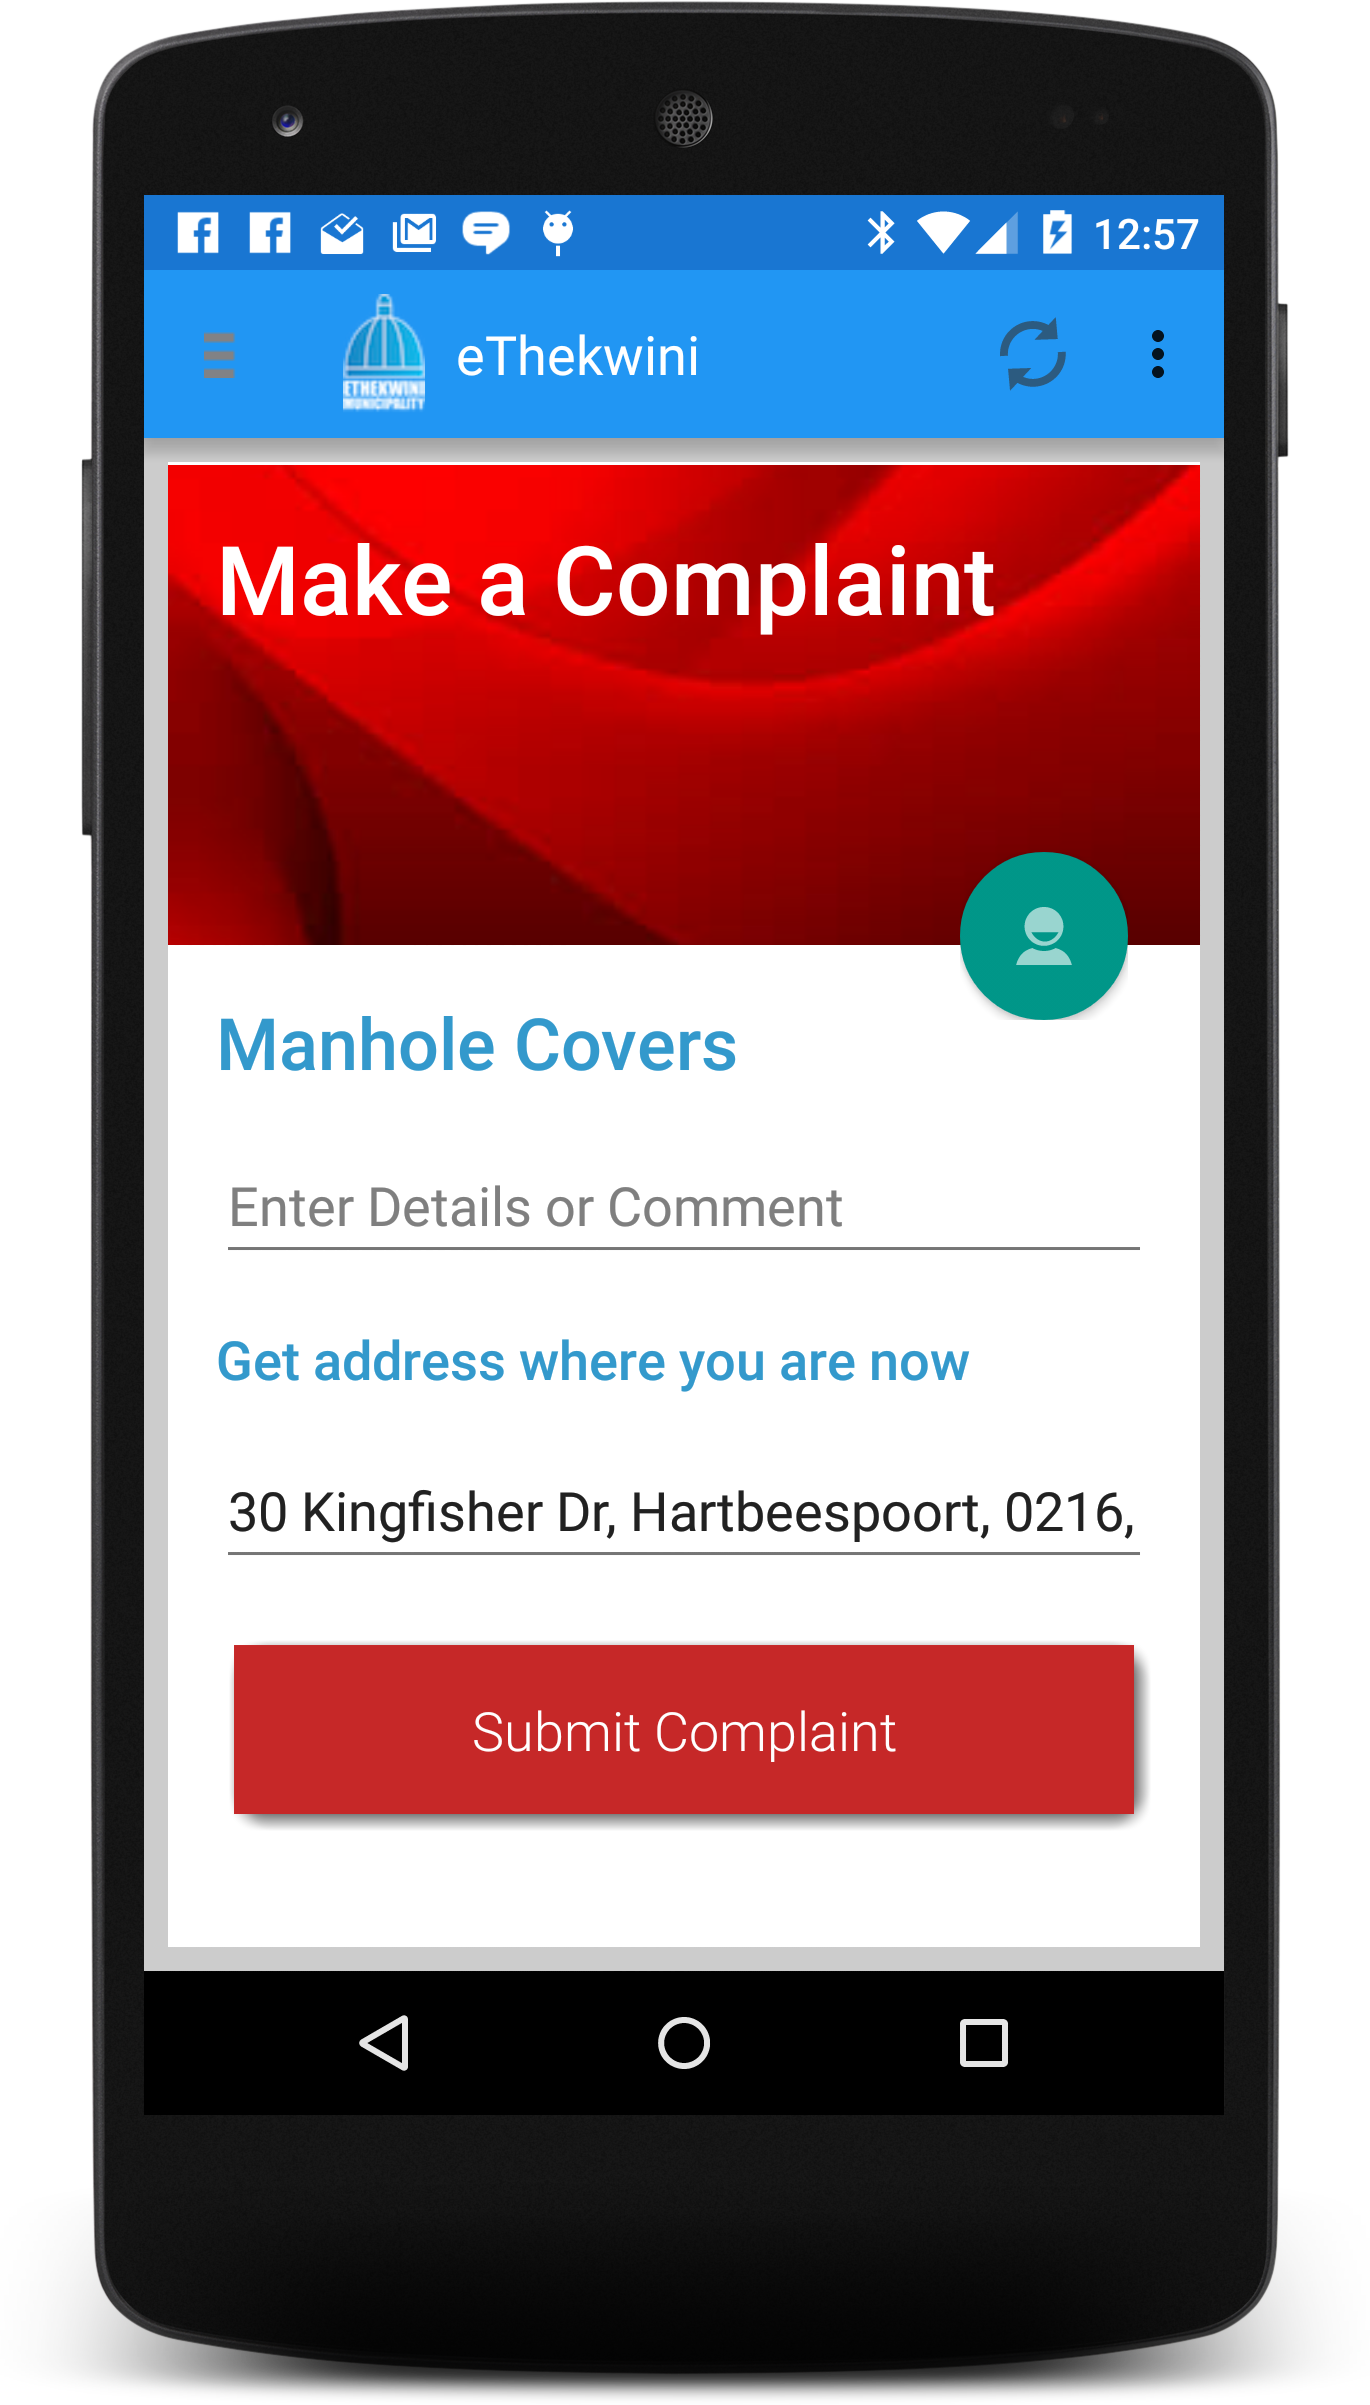 12:57
ETHEKWINI
MUNICIPALITY
eThekwini
Make a Complaint
Manhole Covers
Enter Details or Comment
Get address where you are now
30 Kingfisher Dr, Hartbeespoort, 0216,
Submit Complaint